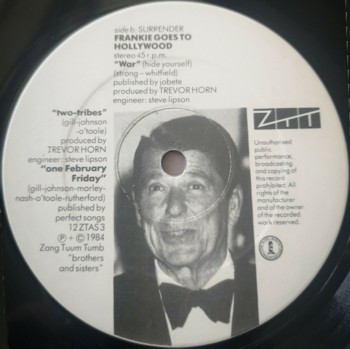 side b: SURRENDER
FRANKIE GOES TO
HOLLYWOOD
stereo 45 r.p.m.
"War" (hide yourself)
(strong – whitfield)
published by jobete
produced by TREVOR HORN
engineer: steve lipson
"two-tribes"
(gill-johnson
-o'toole)
produced by
TREVOR HORN
engineer: steve lipson
"one February
Friday"
(gill-johnson-morley-
nash-o'toole-rutherford)
published by
perfect songs
12 ZTAS 3
Ⓟ + © 1984
Zang Tuum Tumb
"brothers
and sisters"
ZTT
Unauthorised
public
performance,
broadcasting
and copying of
this record
prohibited. All
rights of the
manufacturer
and of the owner
of the recorded
work reserved.